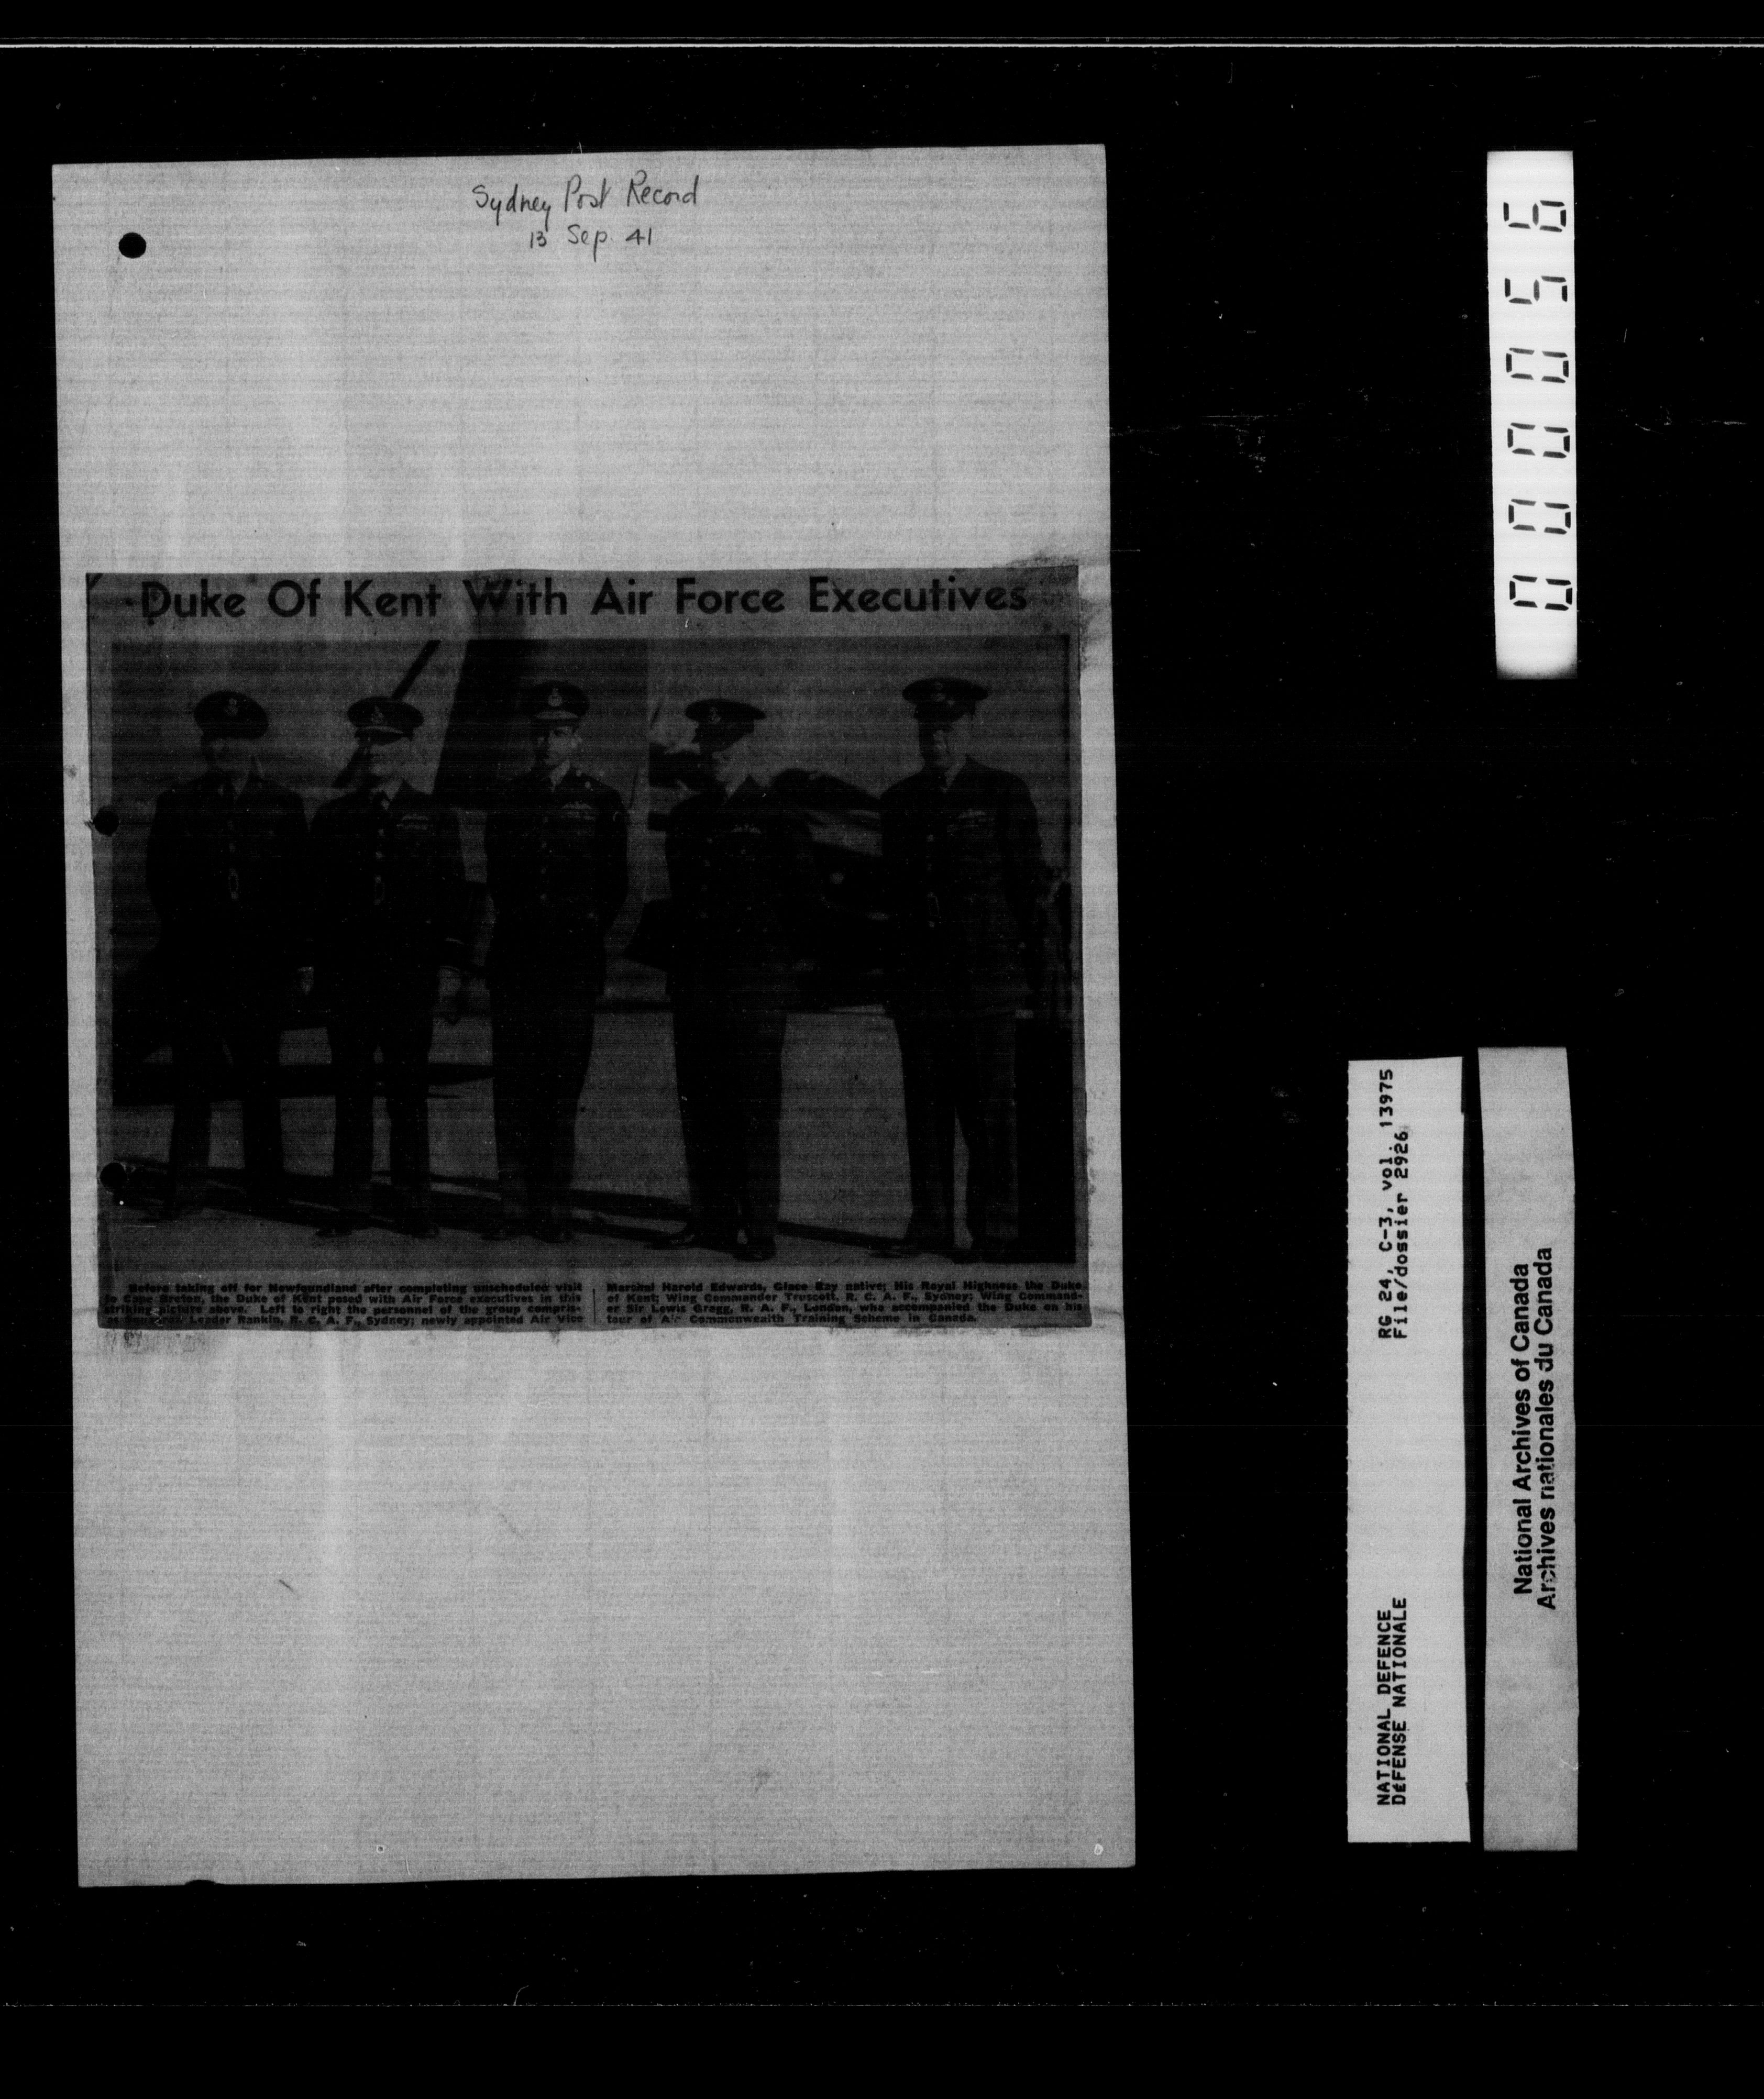 Sydney Post Record
13 Sep. 41
Duke Of Kent With Air Force Executives
Before taking off for Newfoundland after completing unscheduled visit
to Cape Breton, the Duke of Kent posed with Air Force executives in this
striking picture above. Left to right the personnel of the group compris-
es Squadron Leader Rankin, R. C. A. F., Sydney; newly appointed Air Vice
Marshal Harold Edwards, Glace Bay native; His Royal Highness the Duke
of Kent; Wing Commander Truscott, R. C. A. F., Sydney; Wing Command-
er Sir Lewis Gregg, R. A. F., London, who accompanied the Duke on his
tour of Air Commonwealth Training Scheme in Canada.
000056
RG 24, C-3, vol. 13975
File/dossier 2926
NATIONAL DEFENCE
DÉFENSE NATIONALE
National Archives of Canada
Archives nationales du Canada